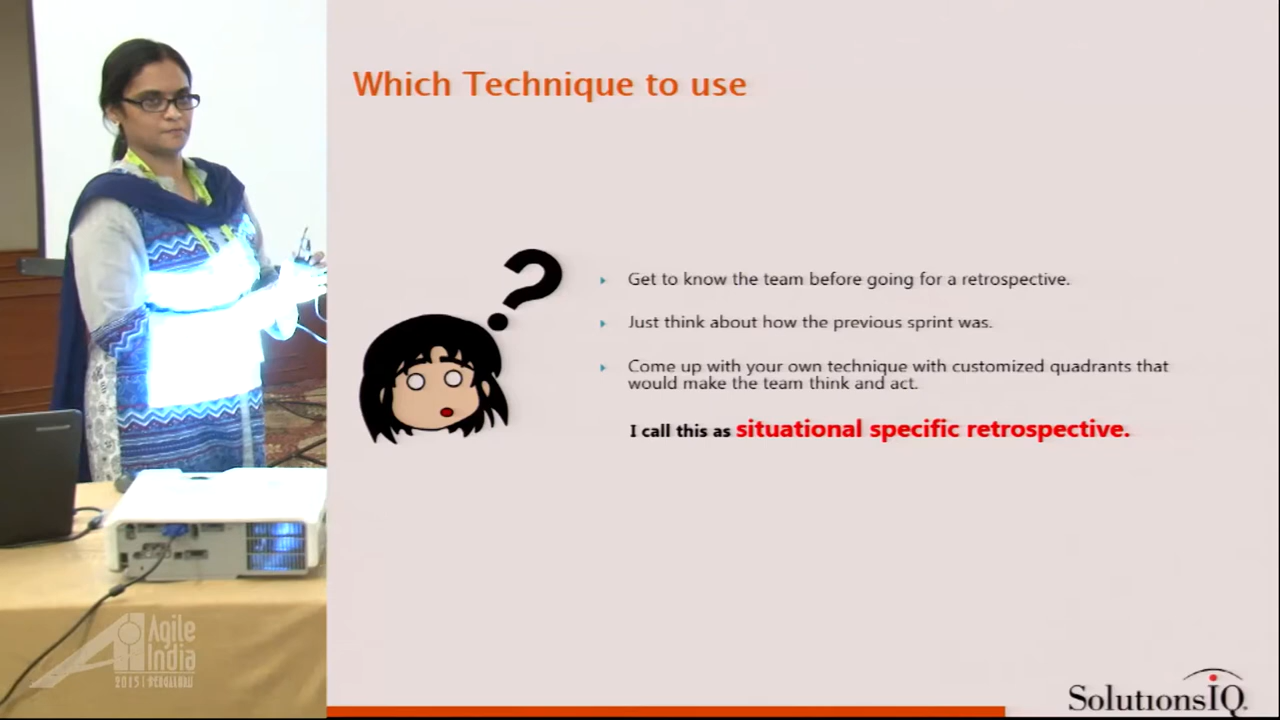 Which Technique to use
?
Get to know the team before going for a retrospective.
Just think about how the previous sprint was.
Come up with your own technique with customized quadrants that
would make the team think and act.
I call this as situational specific retrospective.
Agile
India
2015 | BENGALURU
SolutionsIQ